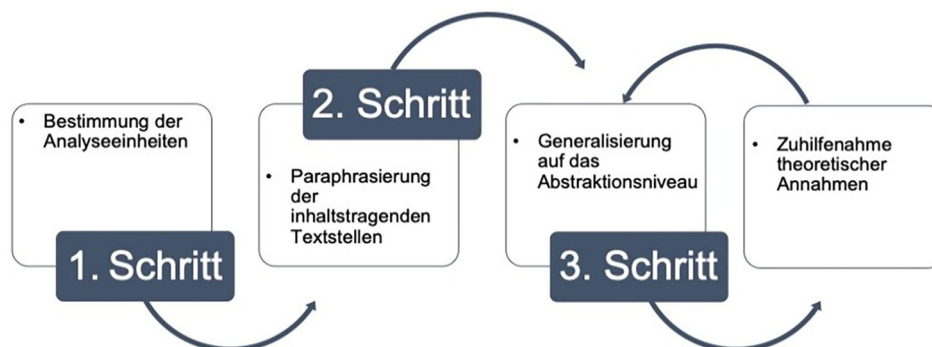 • Bestimmung der
Analyseeinheiten
1. Schritt
2. Schritt
• Paraphrasierung
der
inhaltstragenden
Textstellen
• Generalisierung
auf das
Abstraktionsniveau
3. Schritt
• Zuhilfenahme
theoretischer
Annahmen